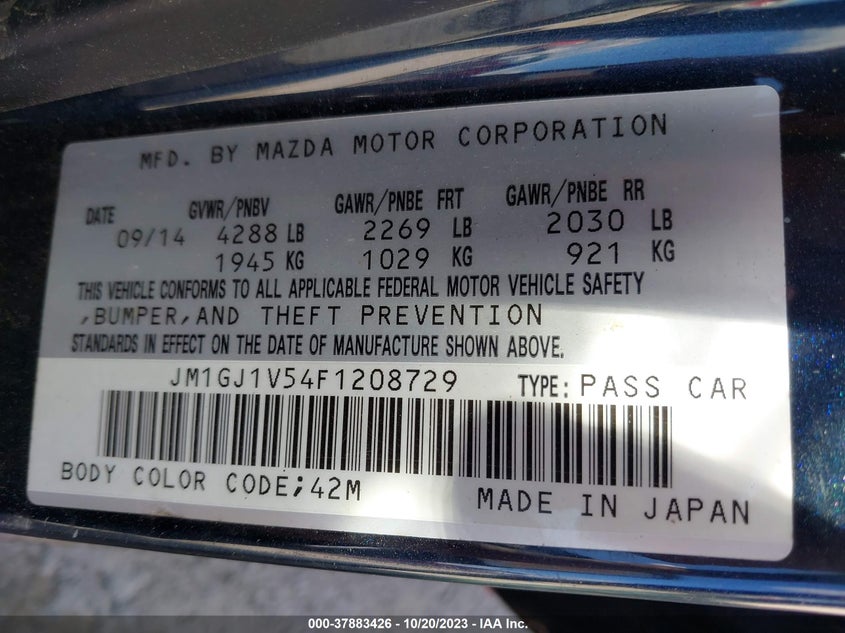 MFD. BY MAZDA MOTOR CORPORATION
DATE GVWR/PNBV GAWR/PNBE FRT GAWR/PNBE RR
09/14 4288 LB 2269 LB 2030 LB
1945 KG 1029 KG 921 KG
THIS VEHICLE CONFORMS TO ALL APPLICABLE FEDERAL MOTOR VEHICLE SAFETY
,BUMPER,AND THEFT PREVENTION
STANDARDS IN EFFECT ON THE DATE OF MANUFACTURE SHOWN ABOVE.
JM1GJ1V54F1208729 TYPE: PASS CAR
BODY COLOR CODE;42M MADE IN JAPAN
000-37883426 - 10/20/2023 - IAA Inc.